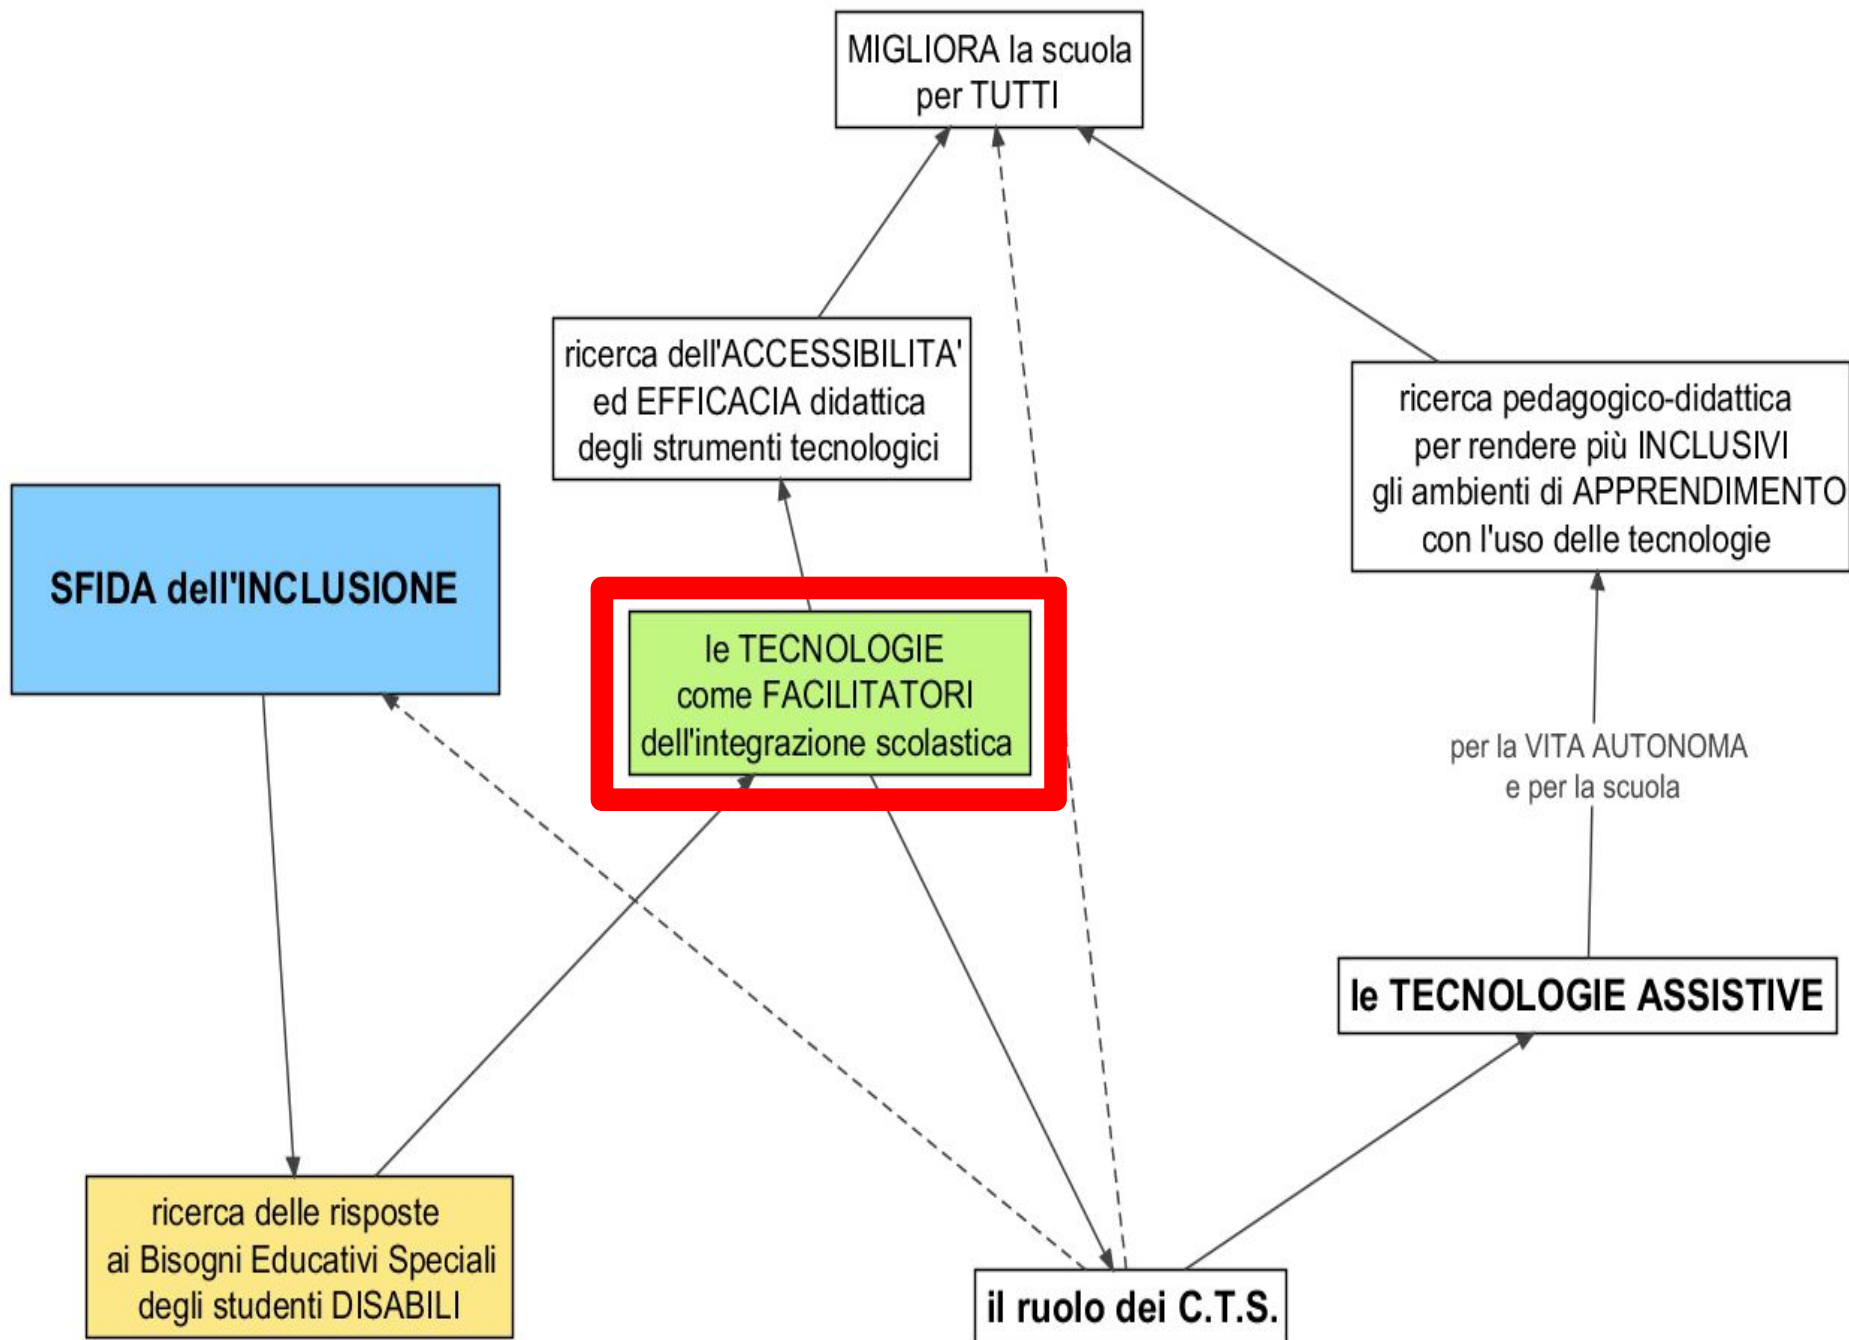 MIGLIORA la scuola
per TUTTI
ricerca dell'ACCESSIBILITA'
ed EFFICACIA didattica
degli strumenti tecnologici
ricerca pedagogico-didattica
per rendere più INCLUSIVI
gli ambienti di APPRENDIMENTO
con l'uso delle tecnologie
SFIDA dell'INCLUSIONE
le TECNOLOGIE
come FACILITATORI
dell'integrazione scolastica
per la VITA AUTONOMA
e per la scuola
le TECNOLOGIE ASSISTIVE
ricerca delle risposte
ai Bisogni Educativi Speciali
degli studenti DISABILI
il ruolo dei C.T.S.